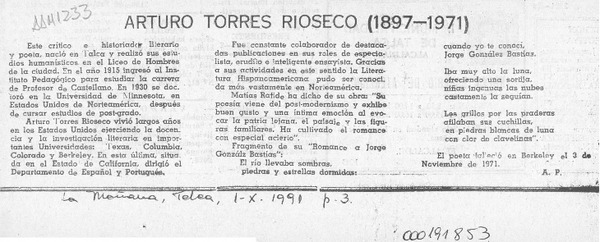 AAH1233
ARTURO TORRES RIOSECO (1897—1971)
Este crítico e historiador literario
y poeta, nació en Talca y realizó sus estu-
dios humanísticos en el Liceo de Hombres
de la ciudad. En el año 1915 ingresó al Ins-
tituto Pedagógico para estudiar la carrera
de Profesor de Castellano. En 1930 se doc-
toró en la Universidad de Minnesota, en
Estados Unidos de Norteamérica, después
de cursar estudios de post-grado.
Arturo Torres Rioseco vivió largos años
en los Estados Unidos ejerciendo la docen-
cia y la investigación literaria en impor-
tantes Universidades: Texas, Columbia,
Colorado y Berkeley. En esta última, situa-
da en el Estado de California, dirigió el
Departamento de Español y Portugués.
Fue constante colaborador de destaca-
das publicaciones en sus roles de especia-
lista, erudito e inteligente ensayista. Gracias
a sus actividades en este sentido la Litera-
tura Hispanoamericana pudo ser conoci-
da más vastamente en Norteamérica.
Matías Rafide ha dicho de su obra: "Su
poesía viene del post-modernismo y exhibe
buen gusto y una íntima emoción al evo-
car la patria lejana, el paisaje y las figu-
ras familiares. Ha cultivado el romance
con especial acierto".
Fragmento de su "Romance a Jorge
Gonzáolz Bastías":
El río llevaba sombras,
piedras y estrellas dormidas:
cuando yo te conocí,
Jorge González Bastías.
Iba muy alta la luna,
ofreciendo una sortija,
niñas ingenuas las nubes
castamente la seguían.
Los grillos por las praderas
afilaban sus cuchillas,
en piedras blancas de luna
con olor de clavelinas".
El poeta falleció en Berkeley el 3 de
Noviembre de 1971.
A. P.
La Mañana, Talca, 1-X-1991 p. 3.
000191853